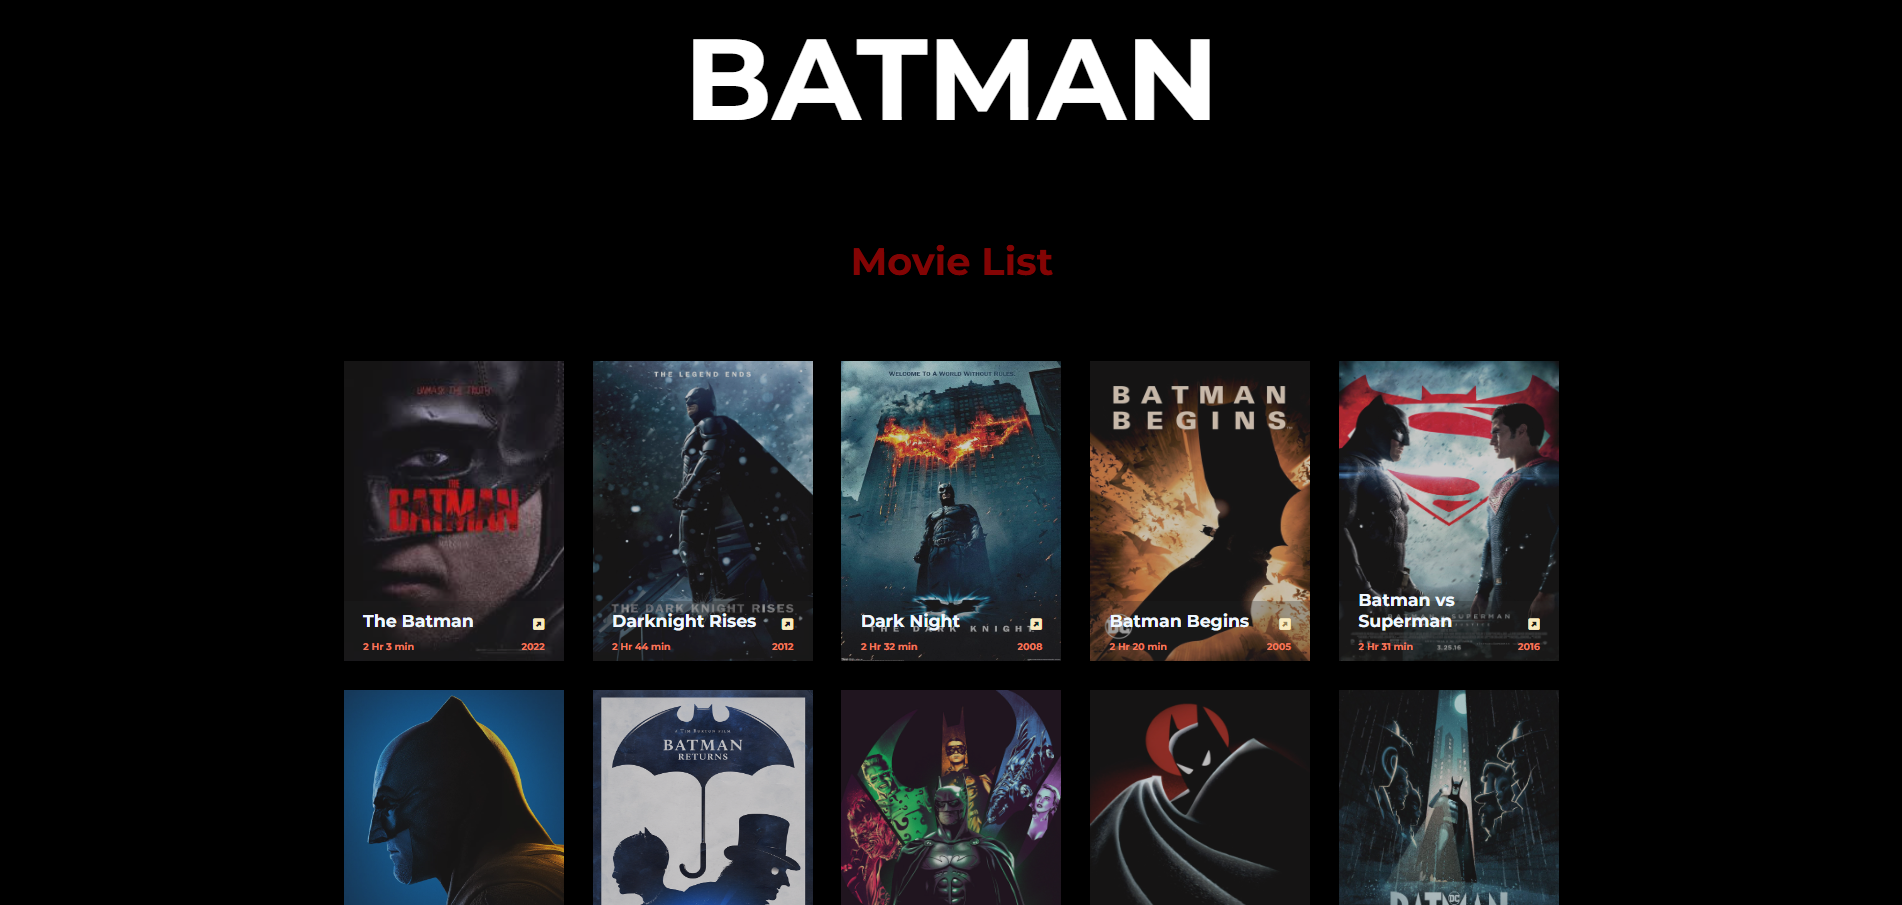 BATMAN
Movie List
UNMASK THE TRUTH
THE
BATMAN
The Batman
2 Hr 3 min 2022
THE LEGEND ENDS
THE DARK KNIGHT RISES
Darknight Rises
2 Hr 44 min 2012
WELCOME TO A WORLD WITHOUT RULES.
THE DARK KNIGHT
Dark Night
2 Hr 32 min 2008
BATMAN
BEGINS
Batman Begins
2 Hr 20 min 2005
Batman vs
Superman
3.25.16
2 Hr 31 min 2016
A TIM BURTON FILM
BATMAN
RETURNS
DC
BATMAN